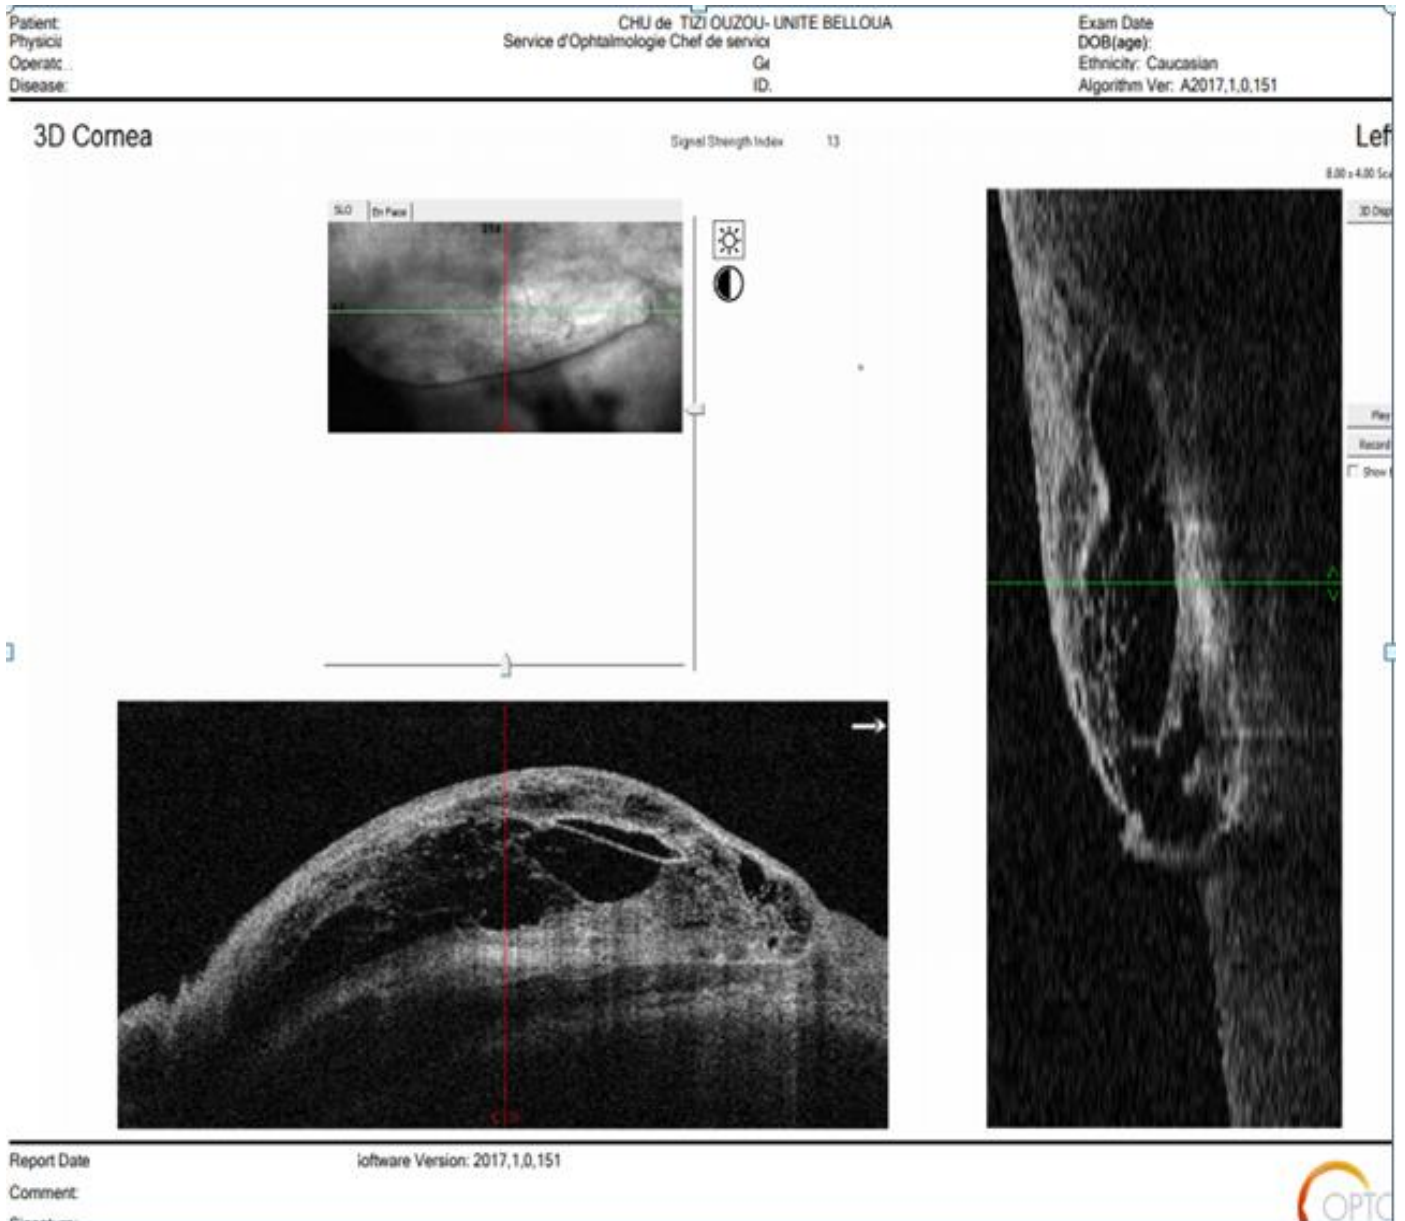 Patient: CHU de TIZI OUZOU- UNITE BELLOUA Exam Date
Service d'Ophtalmologie Chef de service DOB(age):
Ethnicity: Caucasian
Disease: ID. Algorithm Ver: A2017,1,0,151
3D Cornea Signal Strength Index 13
SLO En Face
Report Date Software Version: 2017,1,0,151
Comment: